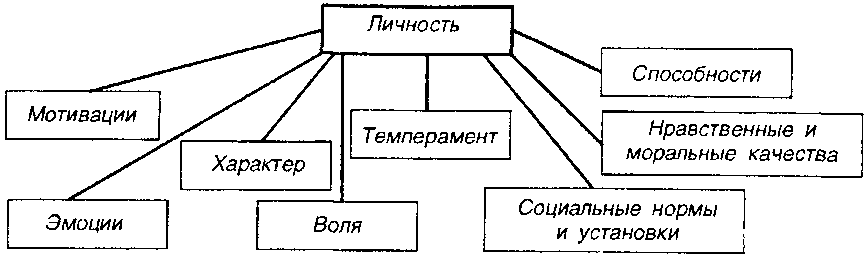 Личность
Способности
Мотивации
Темперамент
Нравственные и
моральные качества
Характер
Эмоции
Воля
Социальные нормы
и установки